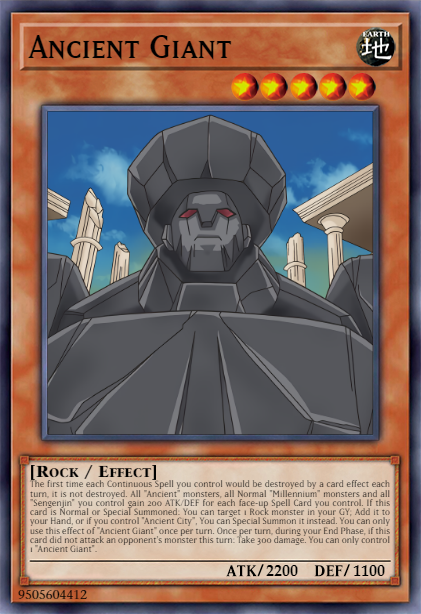 ANCIENT GIANT
EARTH
地
[ROCK / EFFECT]
The first time each Continuous Spell you control would be destroyed by a card effect each
turn, it is not destroyed. All "Ancient" monsters, all Normal "Millennium" monsters and all
"Sengenjin" you control gain 200 ATK/DEF for each face-up Spell Card you control. If this
card is Normal or Special Summoned: You can target 1 Rock monster in your GY; Add it to
your Hand, or if you control "Ancient City", You can Special Summon it instead. You can only
use this effect of "Ancient Giant" once per turn. Once per turn, during your End Phase, if this
card did not attack an opponent's monster this turn: Take 300 damage. You can only control
1 "Ancient Giant".
ATK/2200 DEF/1100
9505604412